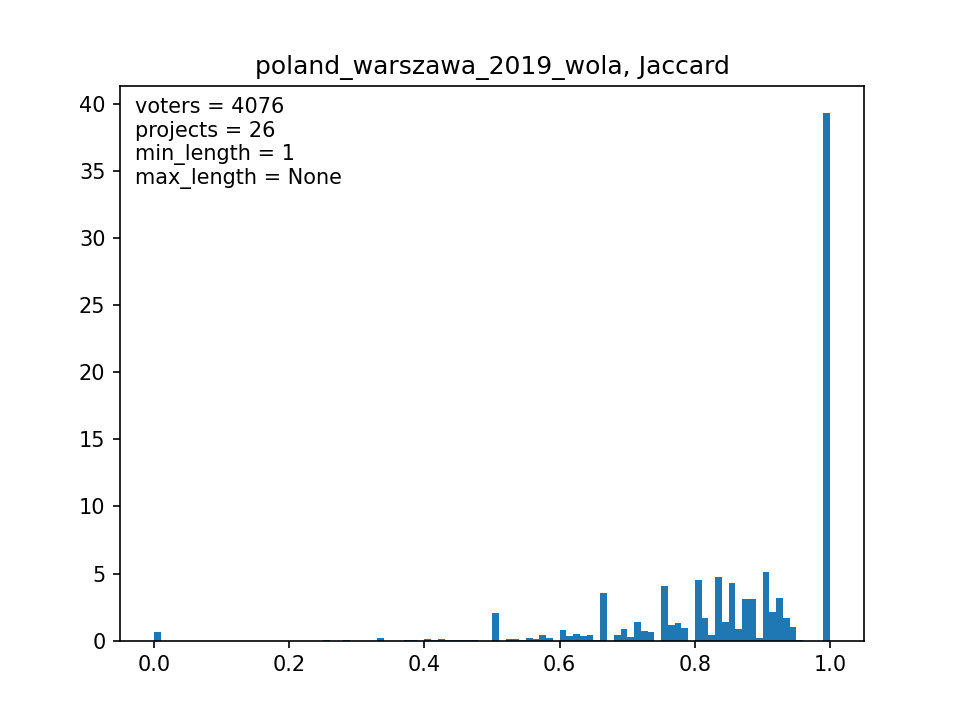 poland_warszawa_2019_wola, Jaccard
voters = 4076
projects = 26
min_length = 1
max_length = None
40
35
30
25
20
15
10
5
0
0.0 0.2 0.4 0.6 0.8 1.0